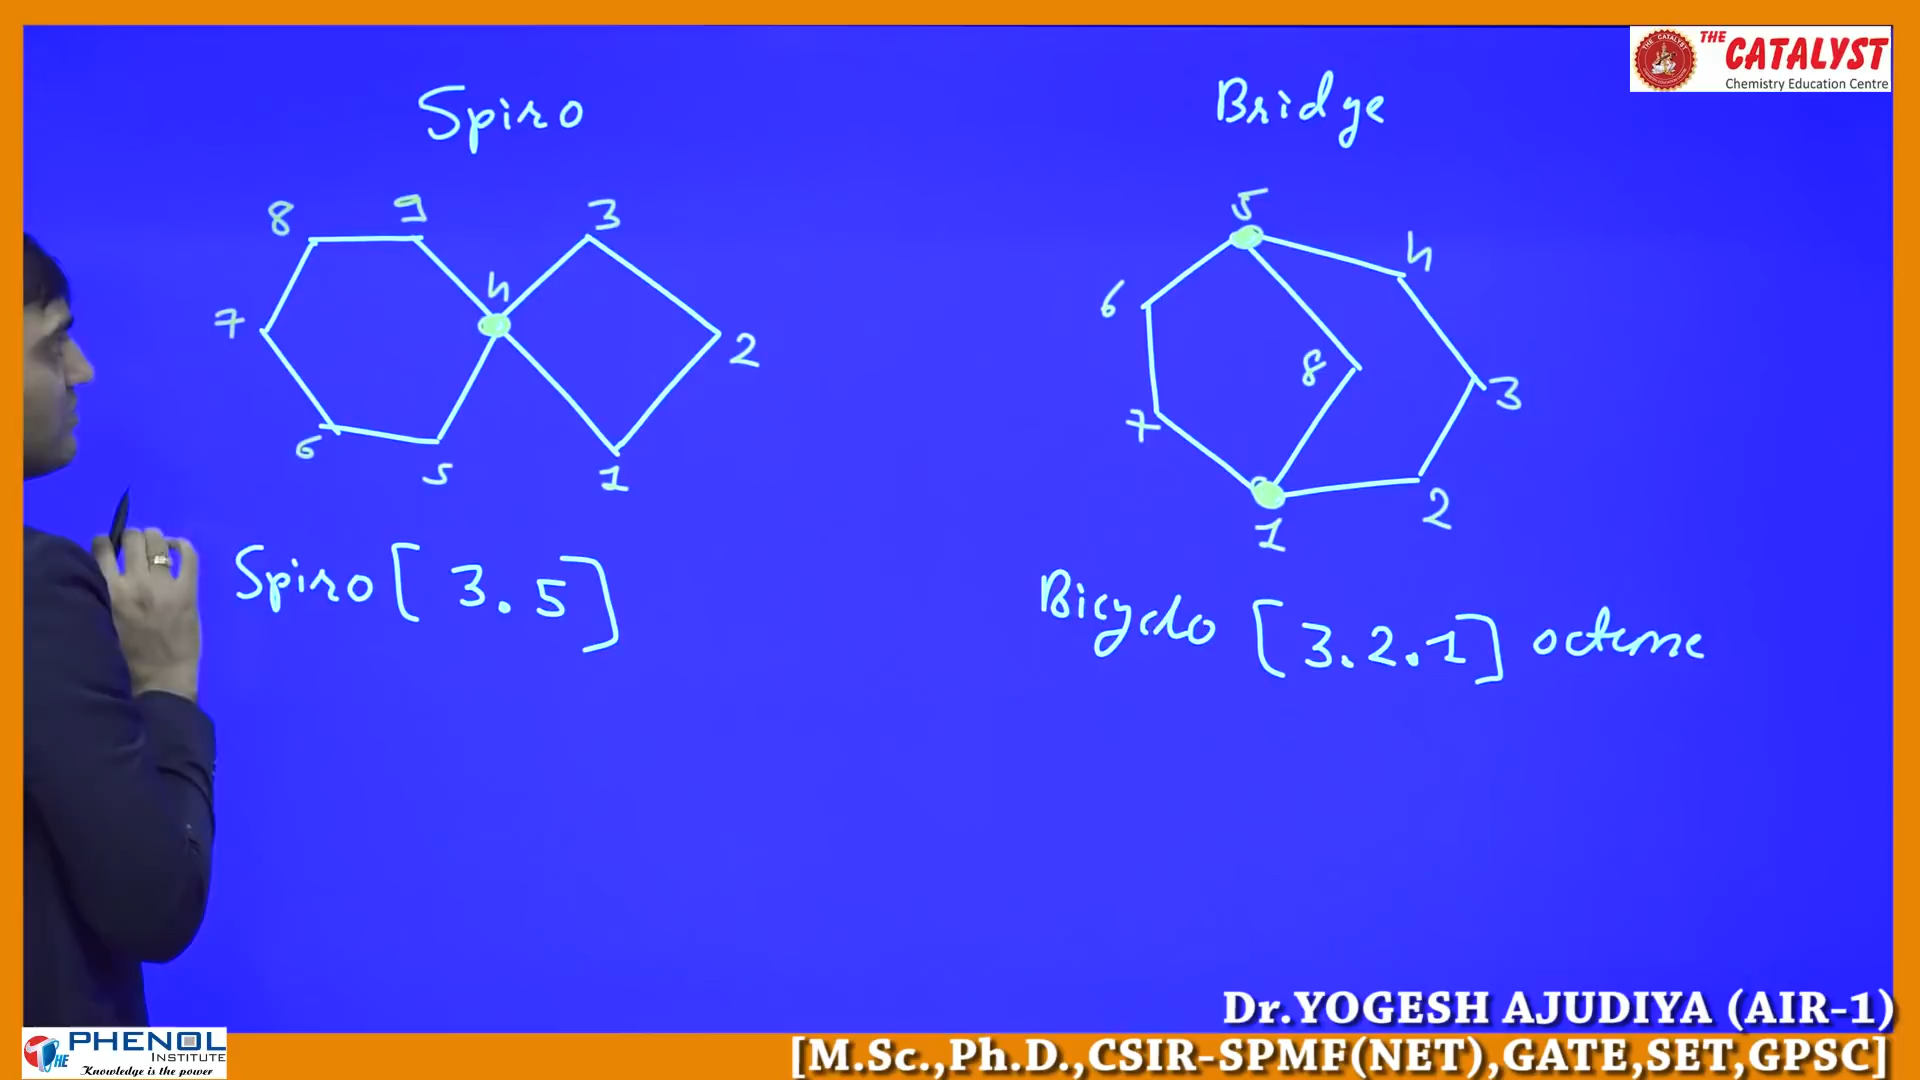 THE CATALYST
Chemistry Education Centre
Spiro
8 9 3
4
7 2
6 5 1
Spiro [3.5]
Bridge
5
4
6
8
3
7
2
1
Bicyclo [3.2.1] octane
Dr.YOGESH AJUDIYA (AIR-1)
[M.Sc.,Ph.D.,CSIR-SPMF(NET),GATE,SET,GPSC]
THE PHENOL
INSTITUTE
Knowledge is the power